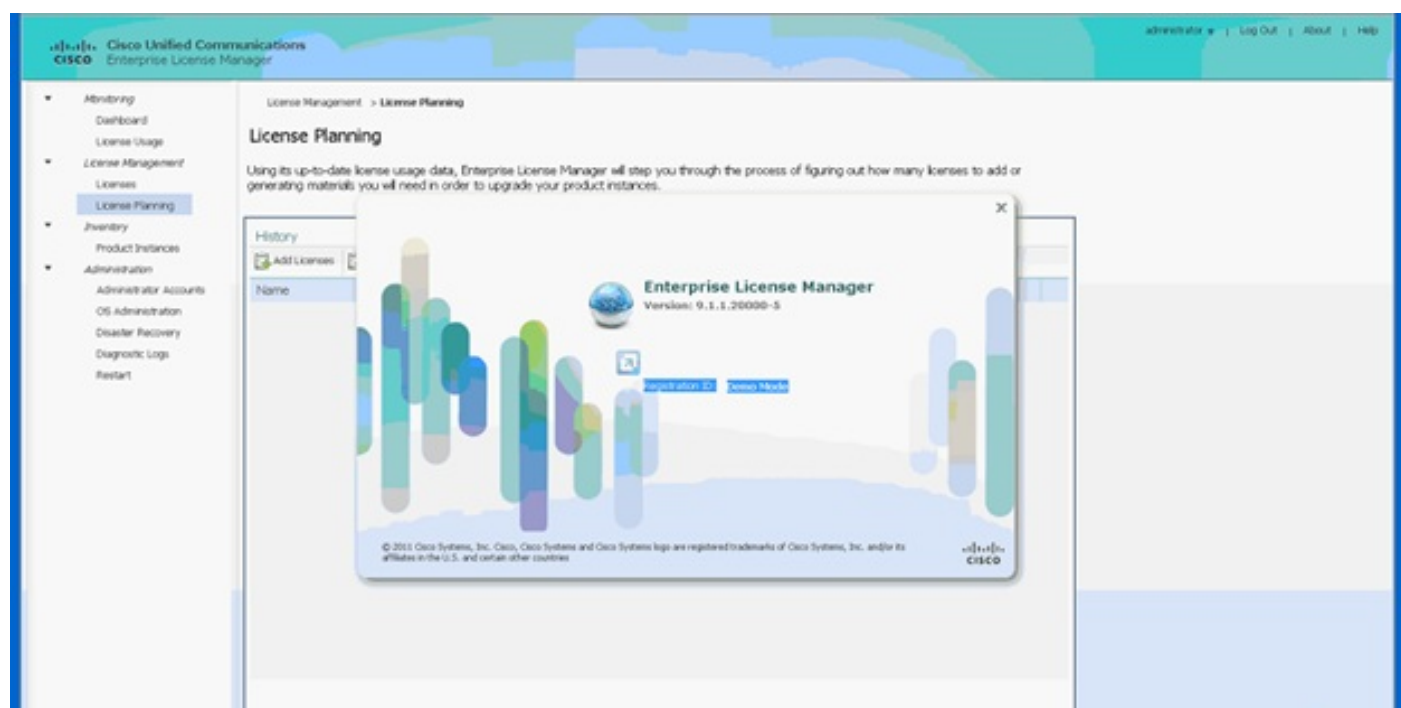 CISCO Cisco Unified Communications
Enterprise License Manager
administrator | Log Out | About | Help
Monitoring
Dashboard
License Usage
License Management
Licenses
License Planning
Inventory
Product Instances
Administration
Administrator Accounts
OS Administration
Disaster Recovery
Diagnostic Logs
Restart
License Management > License Planning
License Planning
Using its up-to-date license usage data, Enterprise License Manager will step you through the process of figuring out how many licenses to add or
generating materials you will need in order to upgrade your product instances.
History
Add Licenses
Name
×
Enterprise License Manager
Version: 9.1.1.20000-5
Registration ID: Demo Mode
© 2011 Cisco Systems, Inc. Cisco, Cisco Systems and Cisco Systems logo are registered trademarks of Cisco Systems, Inc. and/or its
affiliates in the U.S. and certain other countries
CISCO